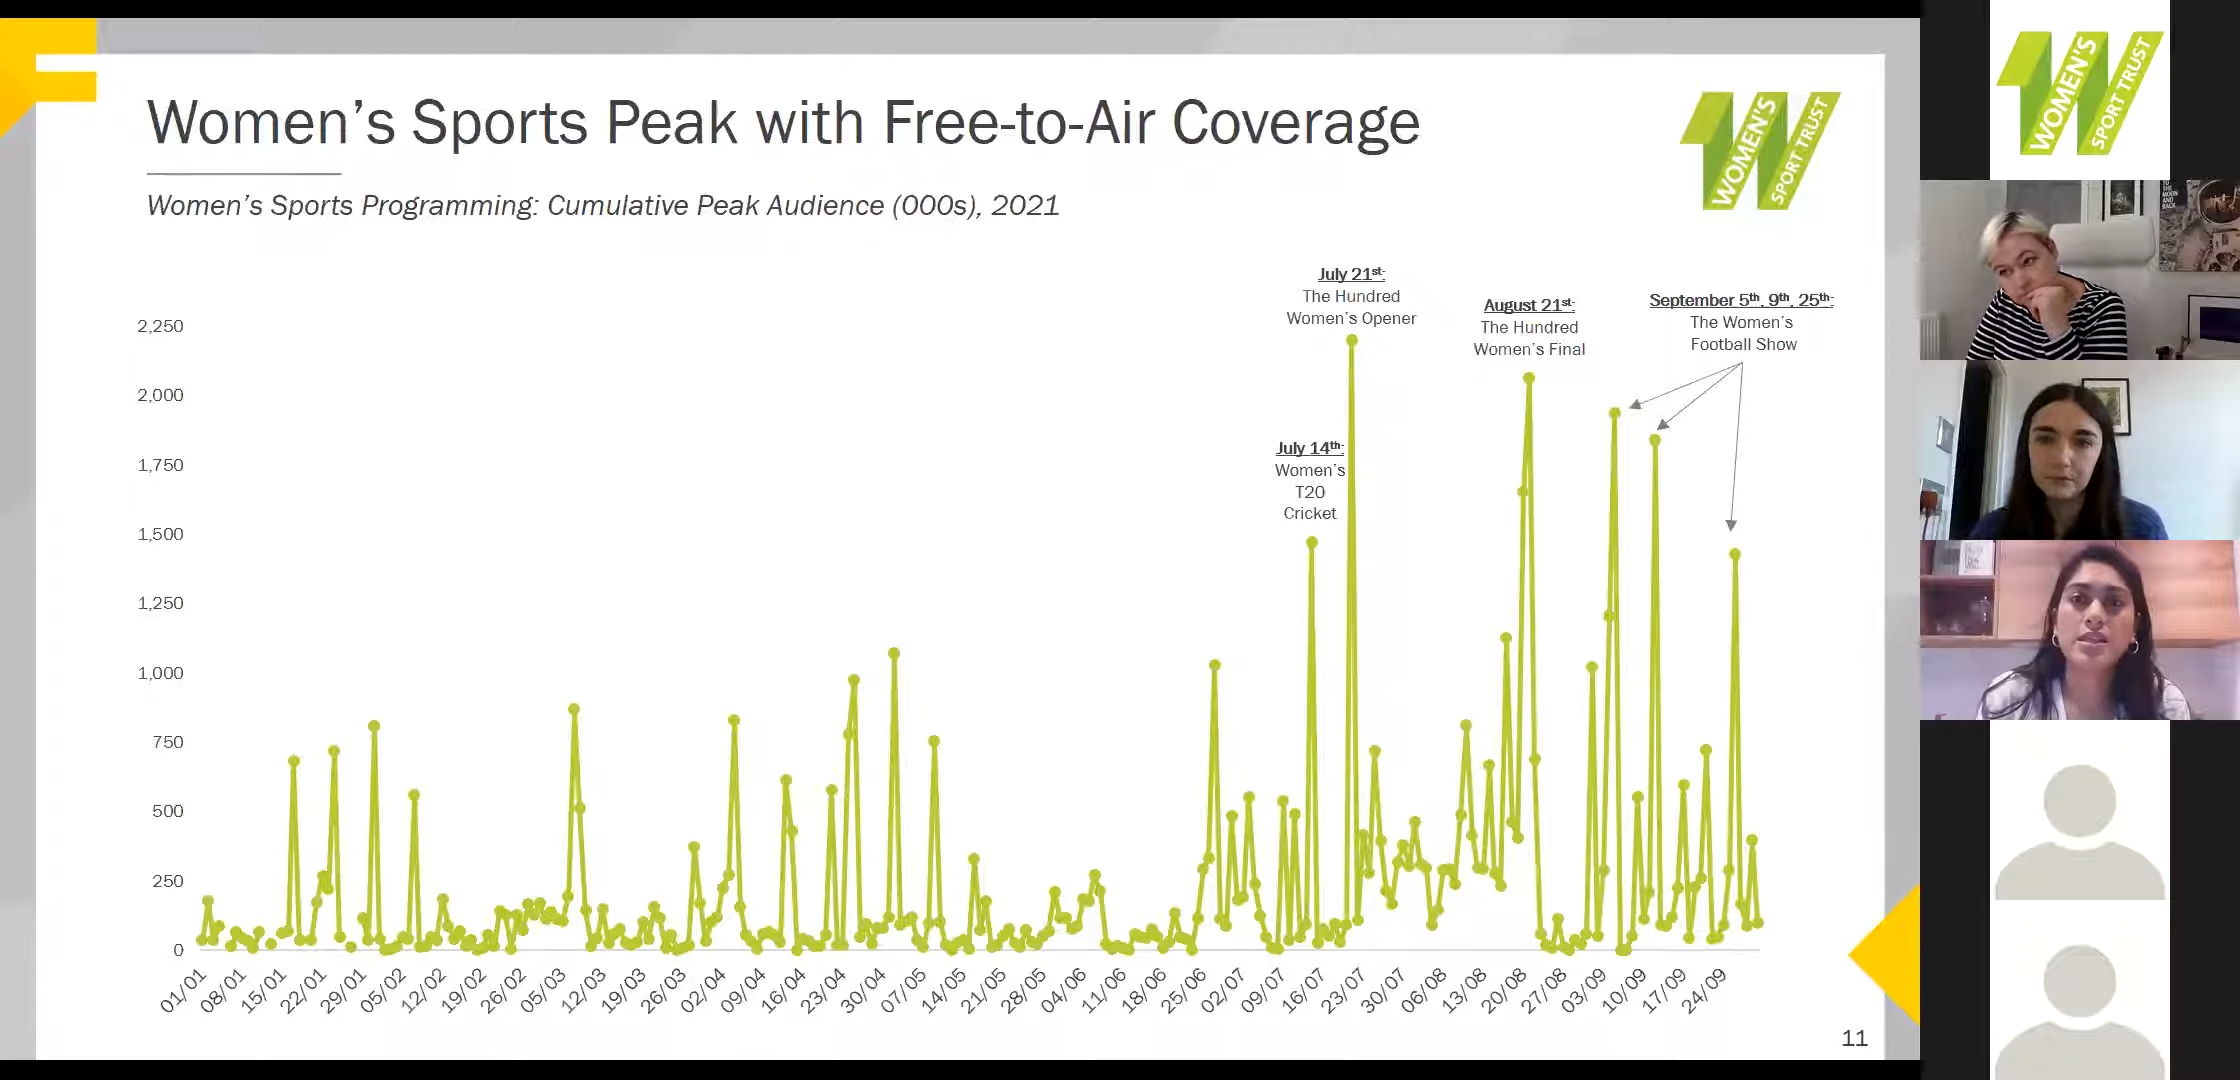 Women's Sports Peak with Free-to-Air Coverage
Women's Sports Programming: Cumulative Peak Audience (000s), 2021
WOMEN'S
SPORT TRUST
WOMEN'S
SPORT TRUST
TO
THE
MOON
AND
BACK
July 21st:
The Hundred
Women's Opener
August 21st:
The Hundred
Women's Final
September 5th, 9th, 25th:
The Women's
Football Show
July 14th:
Women's
T20
Cricket
2,250
2,000
1,750
1,500
1,250
1,000
750
500
250
0
01/01
08/01
15/01
22/01
29/01
05/02
12/02
19/02
26/02
05/03
12/03
19/03
26/03
02/04
09/04
16/04
23/04
30/04
07/05
14/05
21/05
28/05
04/06
11/06
18/06
25/06
02/07
09/07
16/07
23/07
30/07
06/08
13/08
20/08
27/08
03/09
10/09
17/09
24/09
11